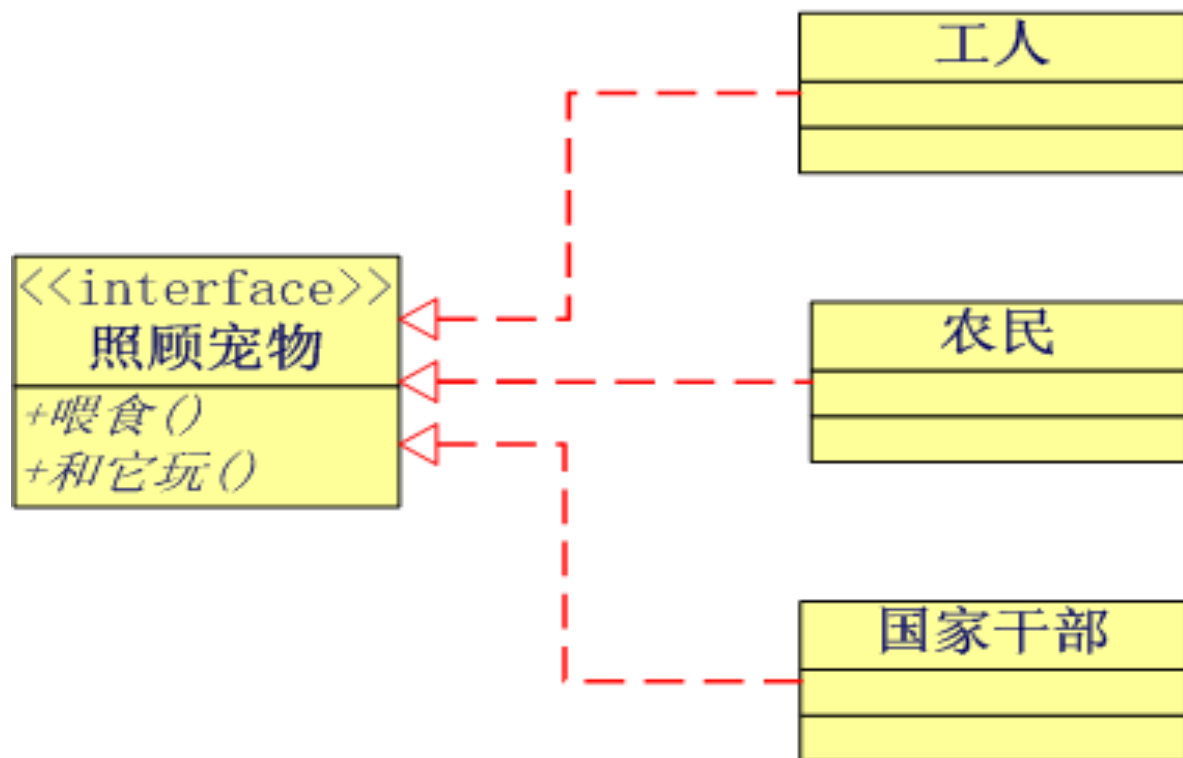 工人
<<interface>>
照顾宠物
+喂食()
+和它玩()
农民
国家干部